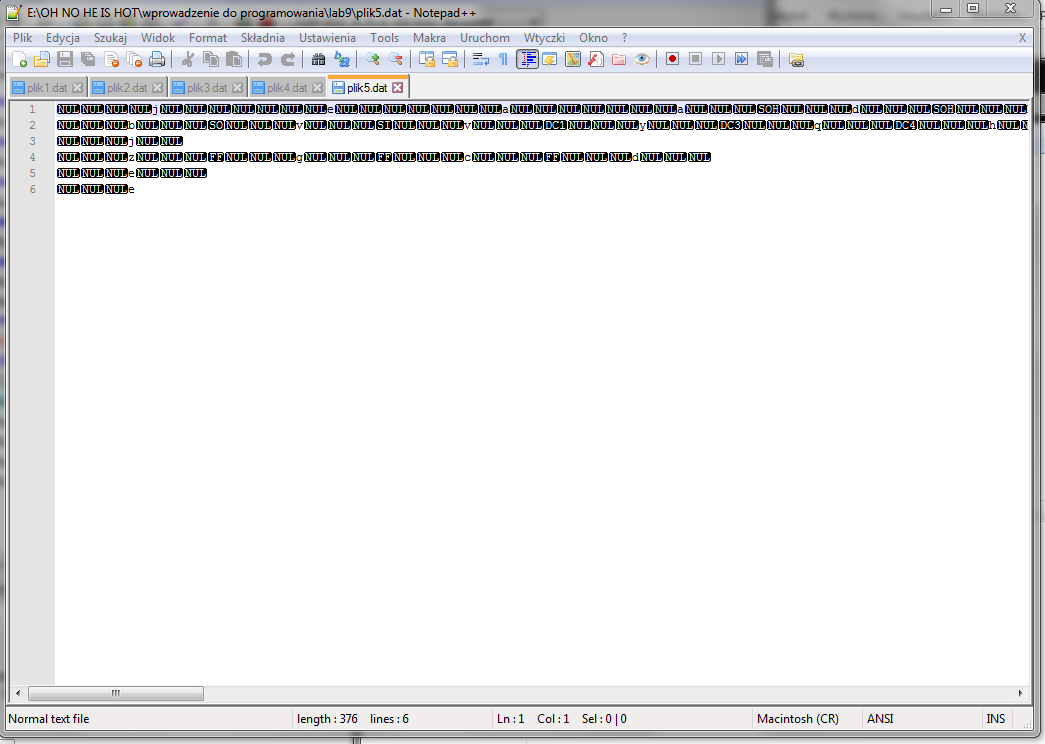 E:\OH NO HE IS HOT\wprowadzenie do programowania\lab9\plik5.dat - Notepad++
Plik Edycja Szukaj Widok Format Składnia Ustawienia Tools Makra Uruchom Wtyczki Okno ? X
plik1.dat plik2.dat plik3.dat plik4.dat plik5.dat
1 NULNULNULNULjNULNULNULNULNULNULNULeNULNULNULNULNULNULNULaNULNULNULNULNULNULNULaNULNULNULSOHNULNULNULdNULNULNULSOHNULNULNUL
2 NULNULNULbNULNULNULSONULNULNULvNULNULNULSINULNULNULvNULNULNULDC1NULNULNULyNULNULNULDC3NULNULNULqNULNULNULDC4NULNULNULhNULN
3 NULNULNULjNULNUL
4 NULNULNULzNULNULNULFFNULNULNULgNULNULNULFFNULNULNULcNULNULNULFFNULNULNULdNULNULNUL
5 NULNULNULeNULNULNUL
6 NULNULNULe
Normal text file length : 376 lines : 6 Ln : 1 Col : 1 Sel : 0 | 0 Macintosh (CR) ANSI INS